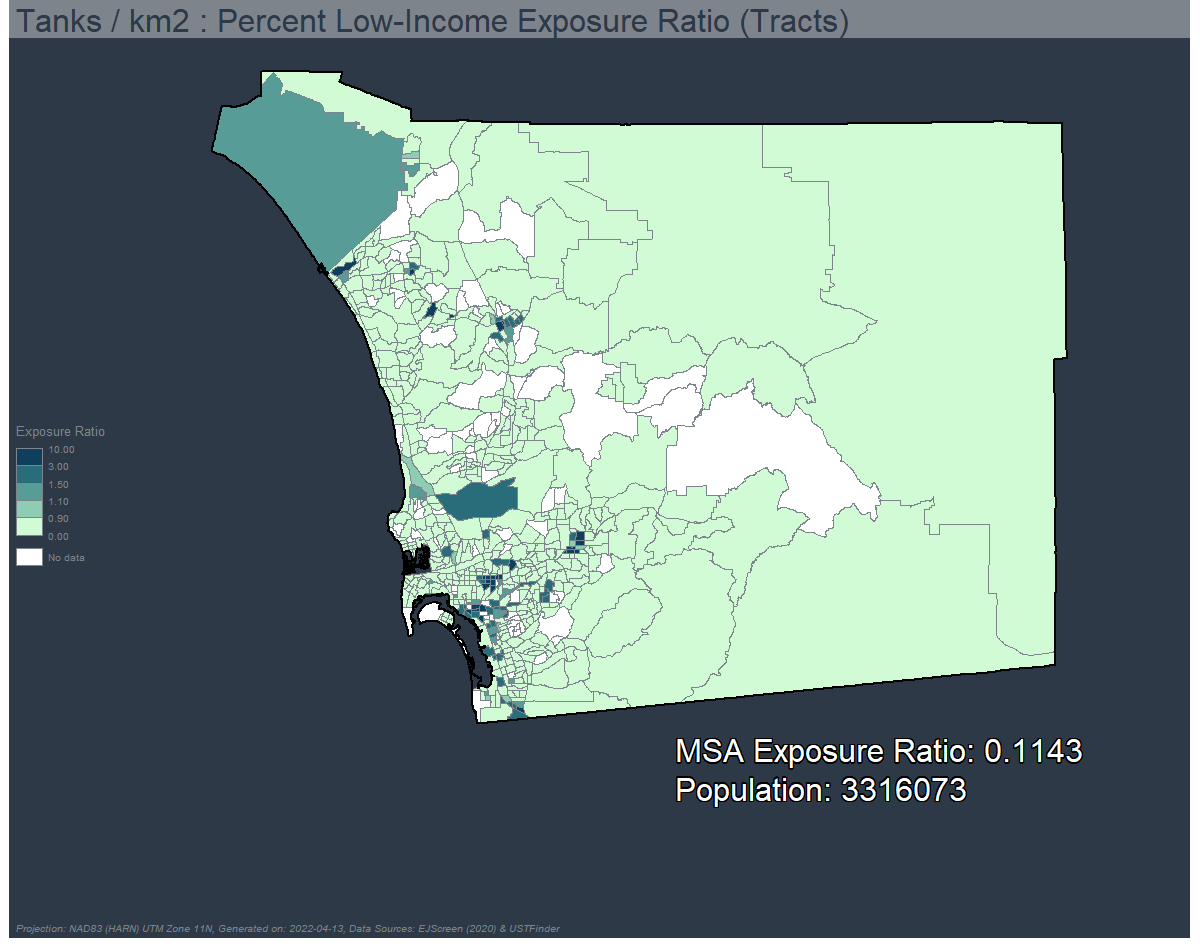 Tanks / km2 : Percent Low-Income Exposure Ratio (Tracts)
Exposure Ratio
10.00
3.00
1.50
1.10
0.90
0.00
No data
MSA Exposure Ratio: 0.1143
Population: 3316073
Projection: NAD83 (HARN) UTM Zone 11N, Generated on: 2022-04-13, Data Sources: EJScreen (2020) & USTFinder